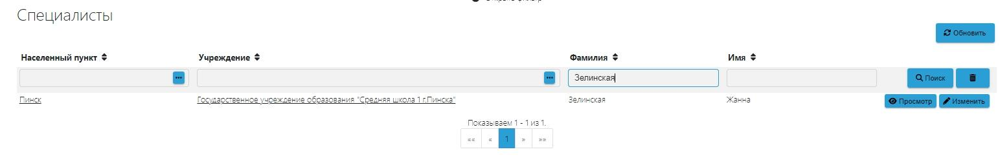 Специалисты
Обновить
Населенный пункт Учреждение Фамилия Имя
Зелинская Поиск
Пинск Государственное учреждение образования "Средняя школа 1 г.Пинска" Зелинская Жанна Просмотр Изменить
Показываем 1 - 1 из 1.
«« « 1 » »»